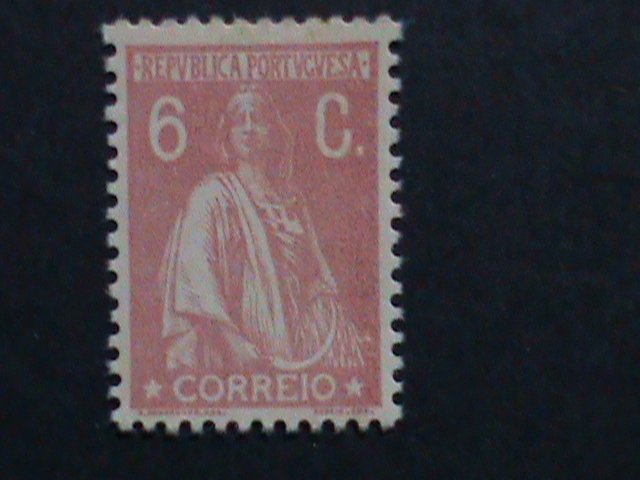 ·REPVBLICA PORTVGVESA·
6 C.
★ CORREIO ★